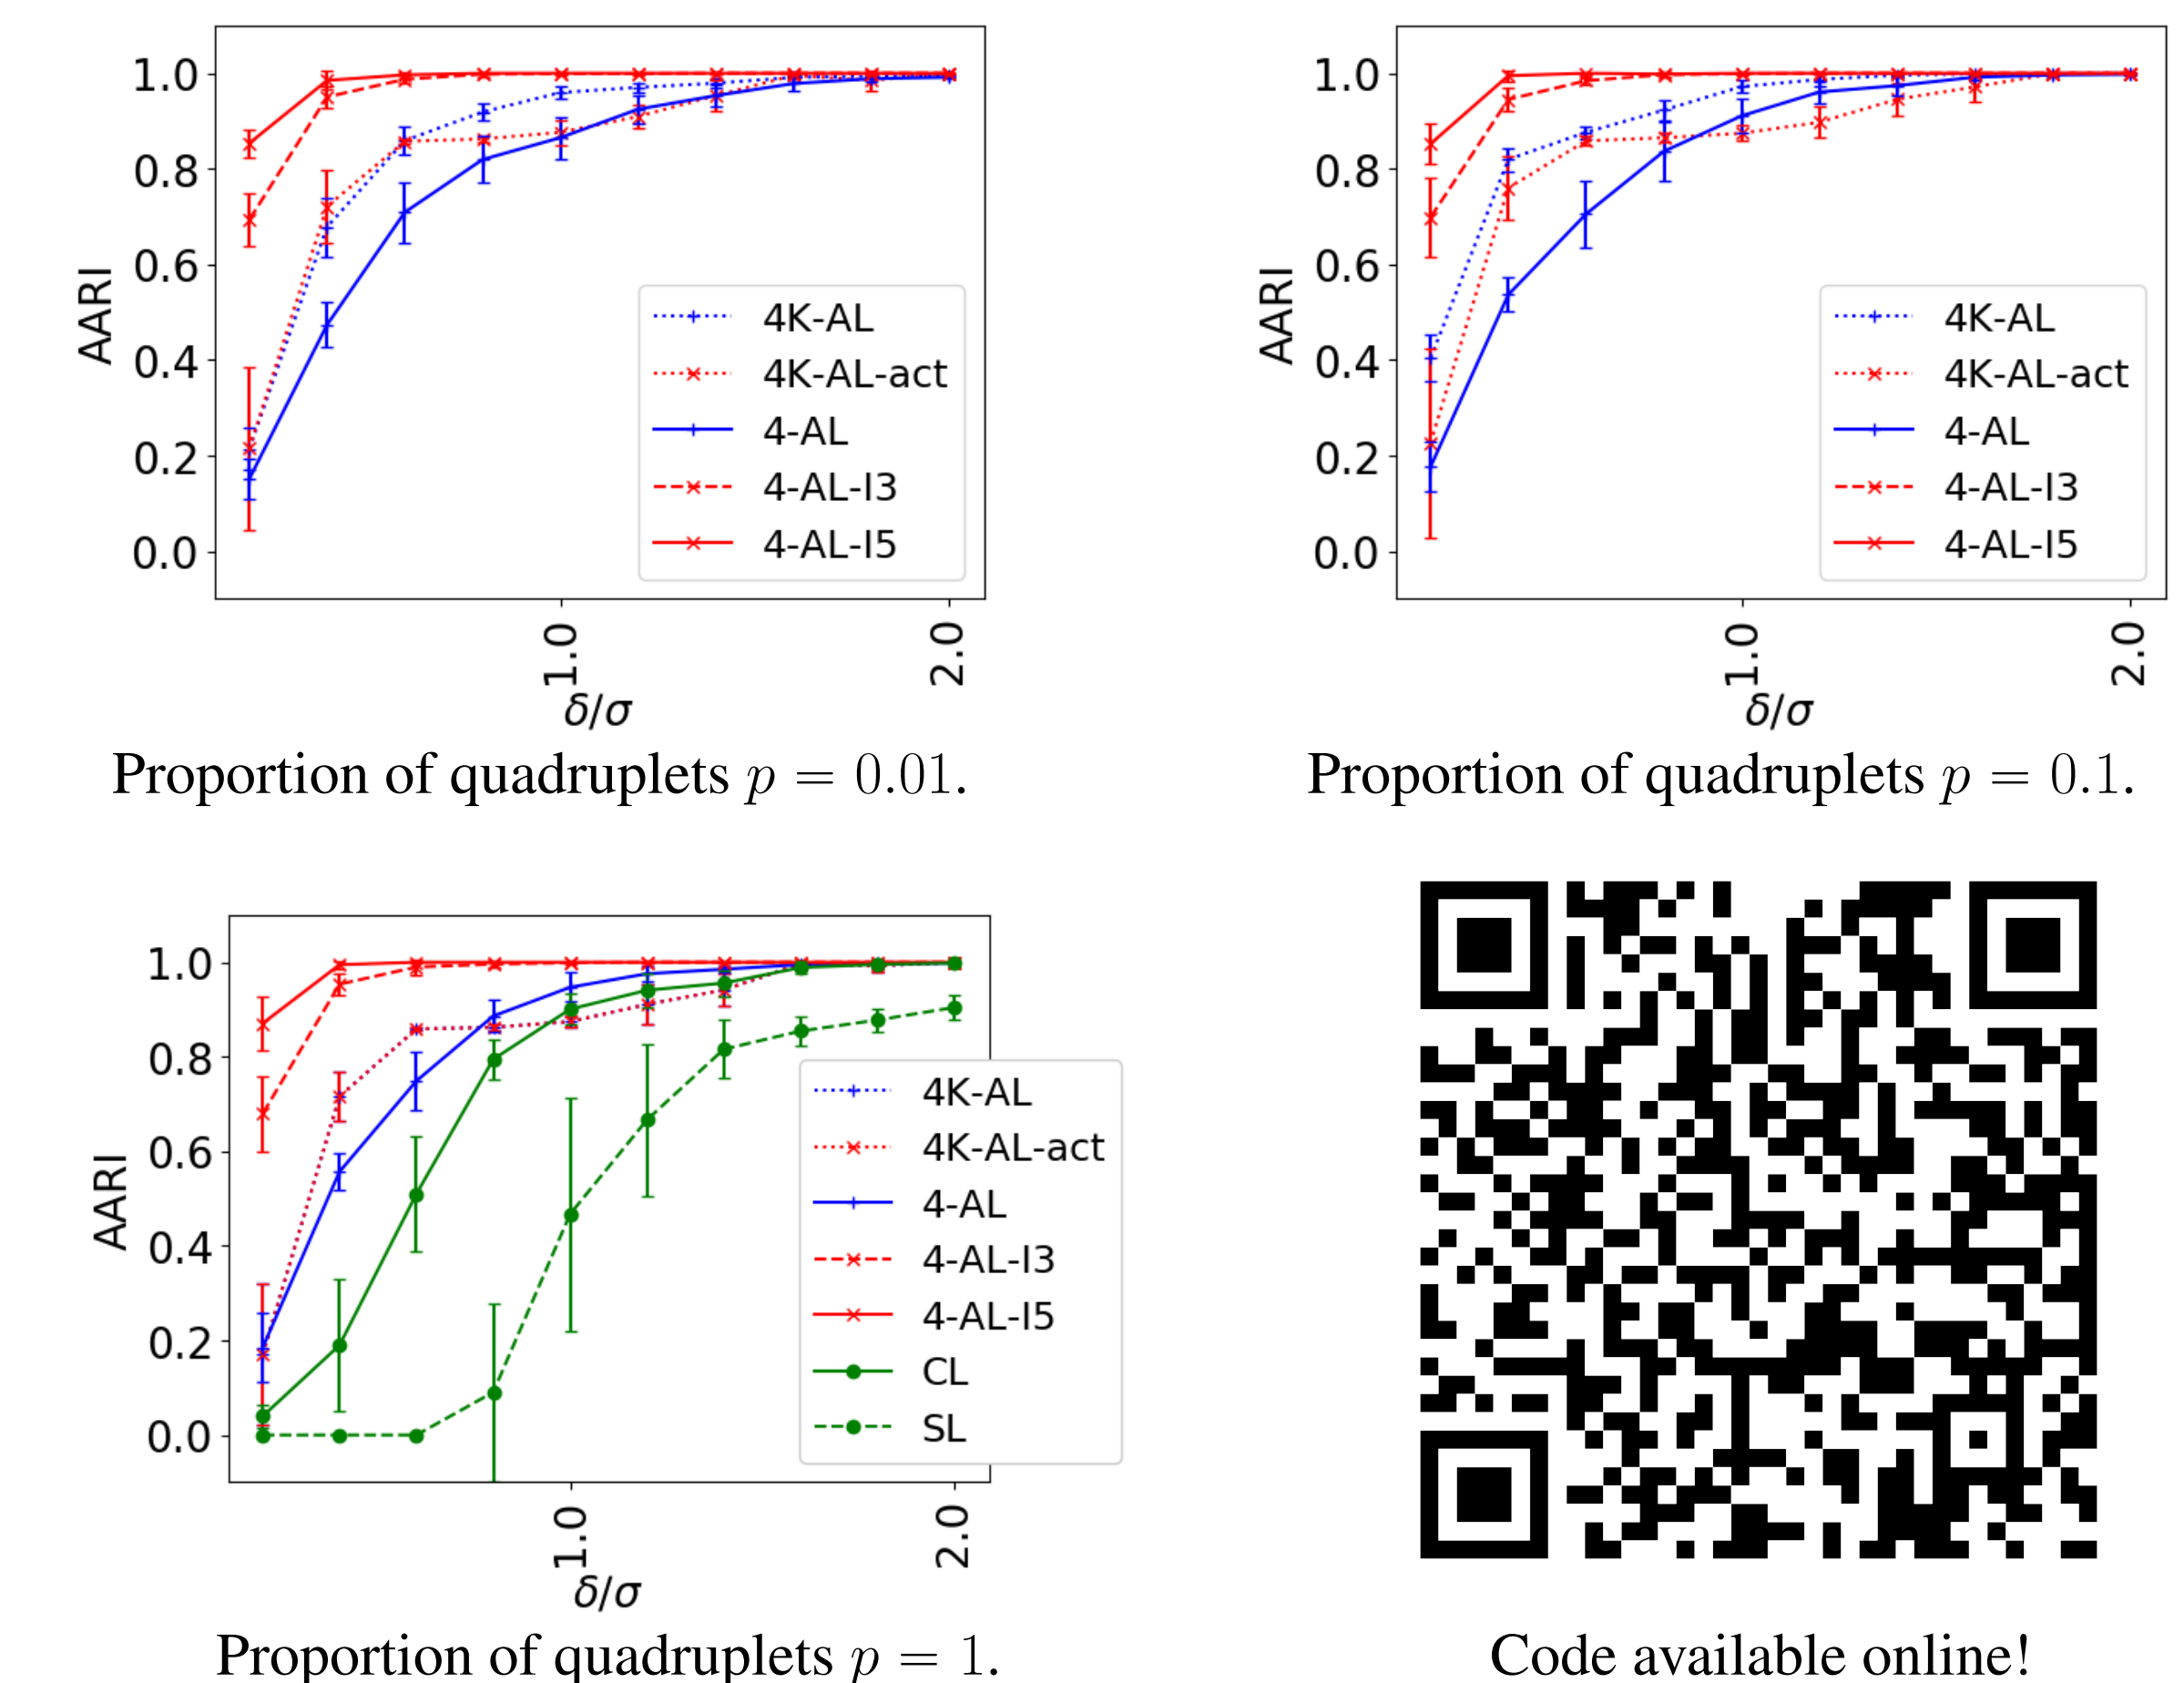 1.0
0.8
0.6
0.4
0.2
0.0
AARI
4K-AL
4K-AL-act
4-AL
4-AL-I3
4-AL-I5
1.0
2.0
δ/σ
Proportion of quadruplets p = 0.01.
1.0
0.8
0.6
0.4
0.2
0.0
AARI
4K-AL
4K-AL-act
4-AL
4-AL-I3
4-AL-I5
1.0
2.0
δ/σ
Proportion of quadruplets p = 0.1.
1.0
0.8
0.6
0.4
0.2
0.0
AARI
4K-AL
4K-AL-act
4-AL
4-AL-I3
4-AL-I5
CL
SL
1.0
2.0
δ/σ
Proportion of quadruplets p = 1.
Code available online!